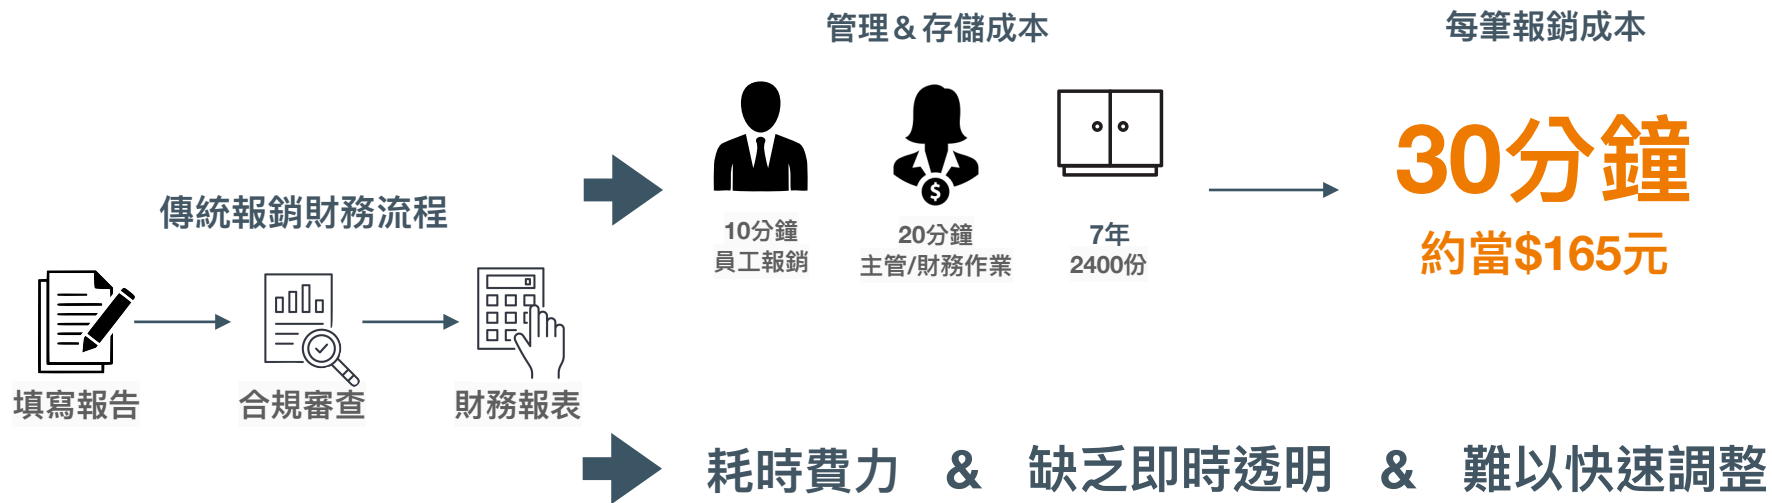 管理&存儲成本
每筆報銷成本
傳統報銷財務流程
填寫報告
合規審查
財務報表
$
10分鐘
員工報銷
20分鐘
主管/財務作業
7年
2400份
30分鐘
約當$165元
耗時費力 & 缺乏即時透明 & 難以快速調整